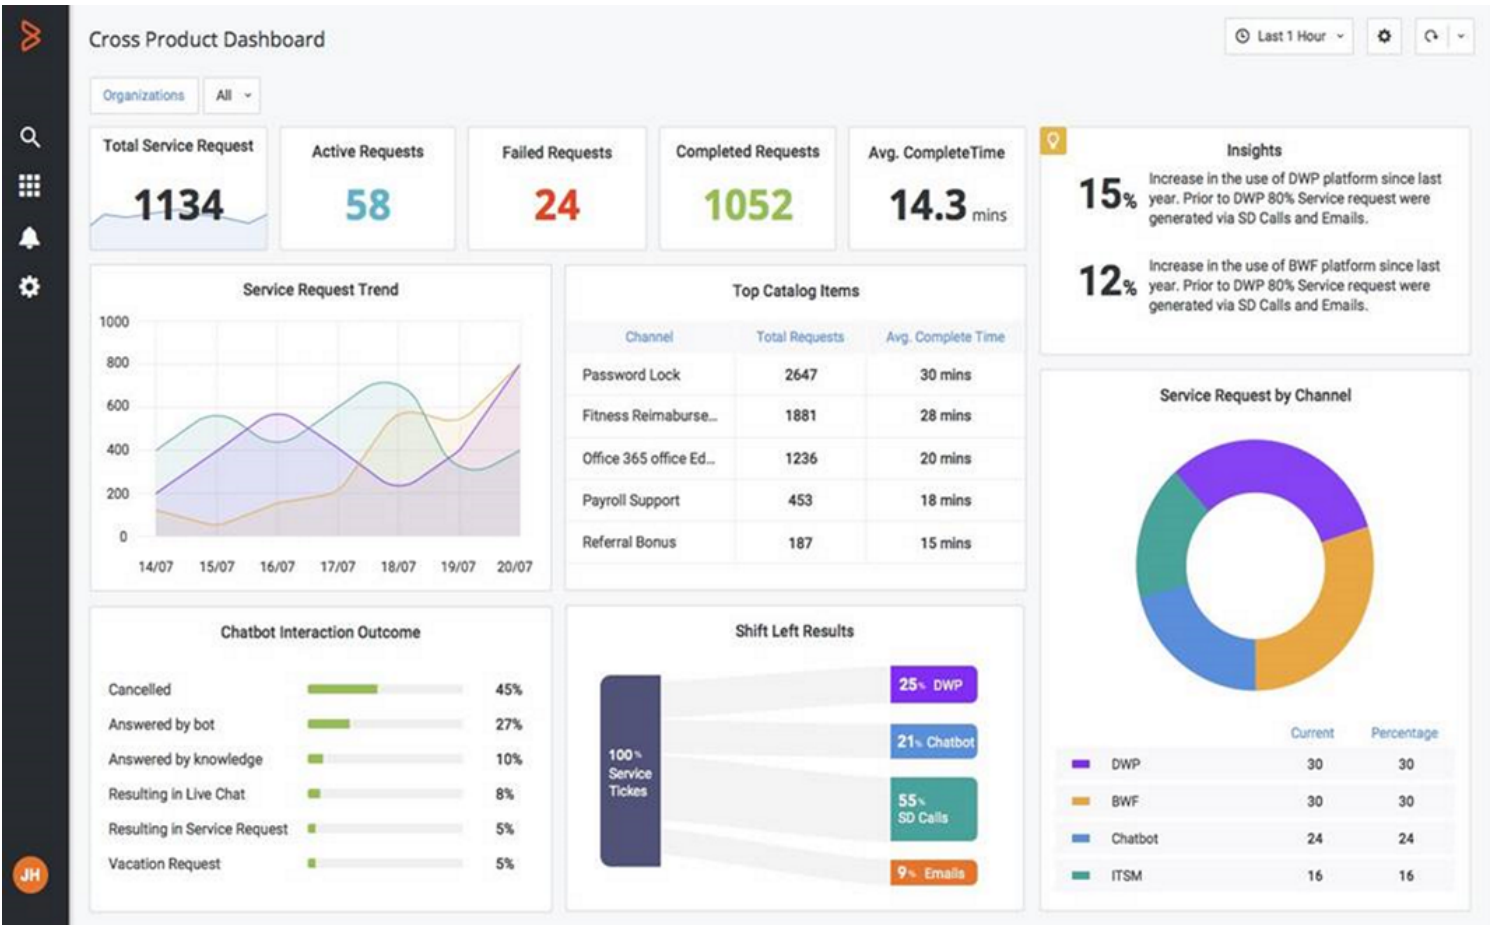 Cross Product Dashboard
Last 1 Hour
Organizations
All
Total Service Request
1134
Active Requests
58
Failed Requests
24
Completed Requests
1052
Avg. CompleteTime
14.3 mins
Insights
15%
Increase in the use of DWP platform since last
year. Prior to DWP 80% Service request were
generated via SD Calls and Emails.
12%
Increase in the use of BWF platform since last
year. Prior to DWP 80% Service request were
generated via SD Calls and Emails.
Service Request Trend
1000
800
600
400
200
0
14/07 15/07 16/07 17/07 18/07 19/07 20/07
Top Catalog Items
Channel Total Requests Avg. Complete Time
Password Lock 2647 30 mins
Fitness Reimaburse... 1881 28 mins
Office 365 office Ed... 1236 20 mins
Payroll Support 453 18 mins
Referral Bonus 187 15 mins
Service Request by Channel
Current Percentage
DWP 30 30
BWF 30 30
Chatbot 24 24
ITSM 16 16
Chatbot Interaction Outcome
Cancelled 45%
Answered by bot 27%
Answered by knowledge 10%
Resulting in Live Chat 8%
Resulting in Service Request 5%
Vacation Request 5%
Shift Left Results
100%
Service
Tickes
25% DWP
21% Chatbot
55%
SD Calls
9% Emails
JH